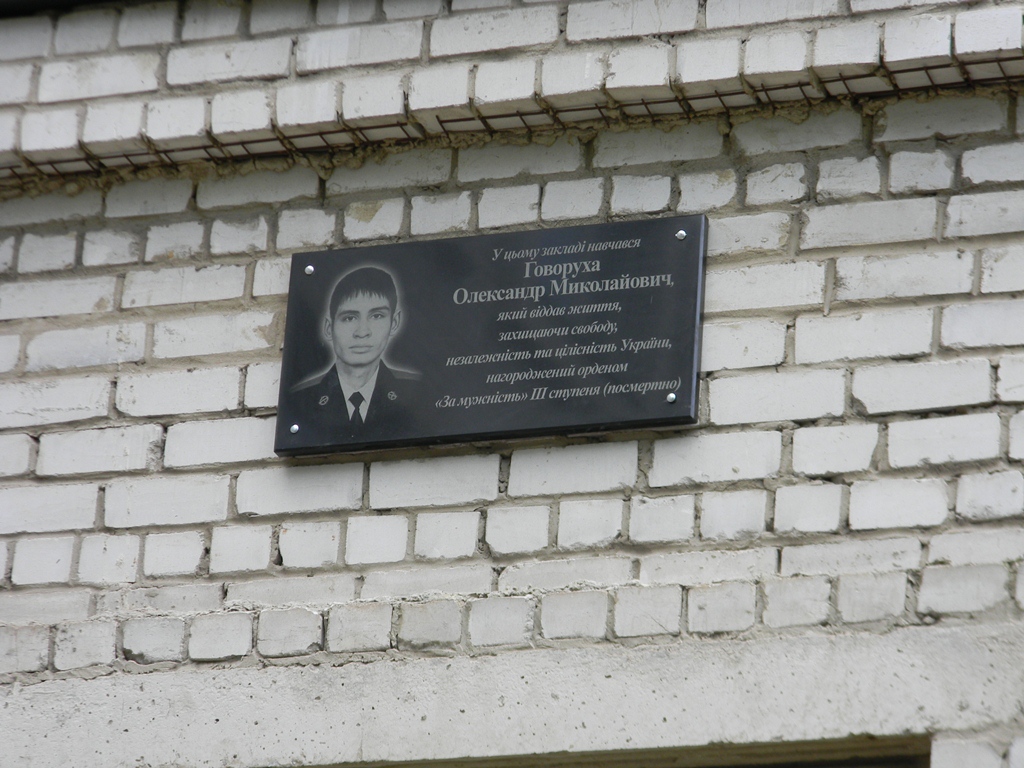 У цьому закладі навчався
Говоруха
Олександр Миколайович,
який віддав життя,
захищаючи свободу,
незалежність та цілісність України,
нагороджений орденом
«За мужність» III ступеня (посмертно)